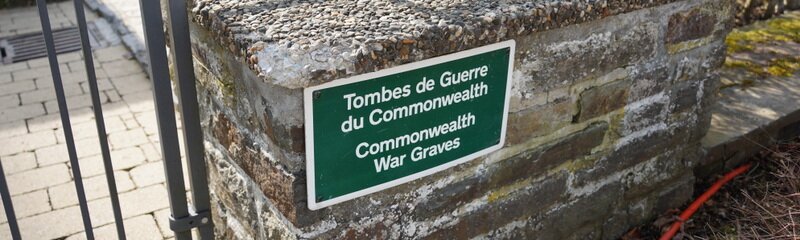 Tombes de Guerre
du Commonwealth
Commonwealth
War Graves